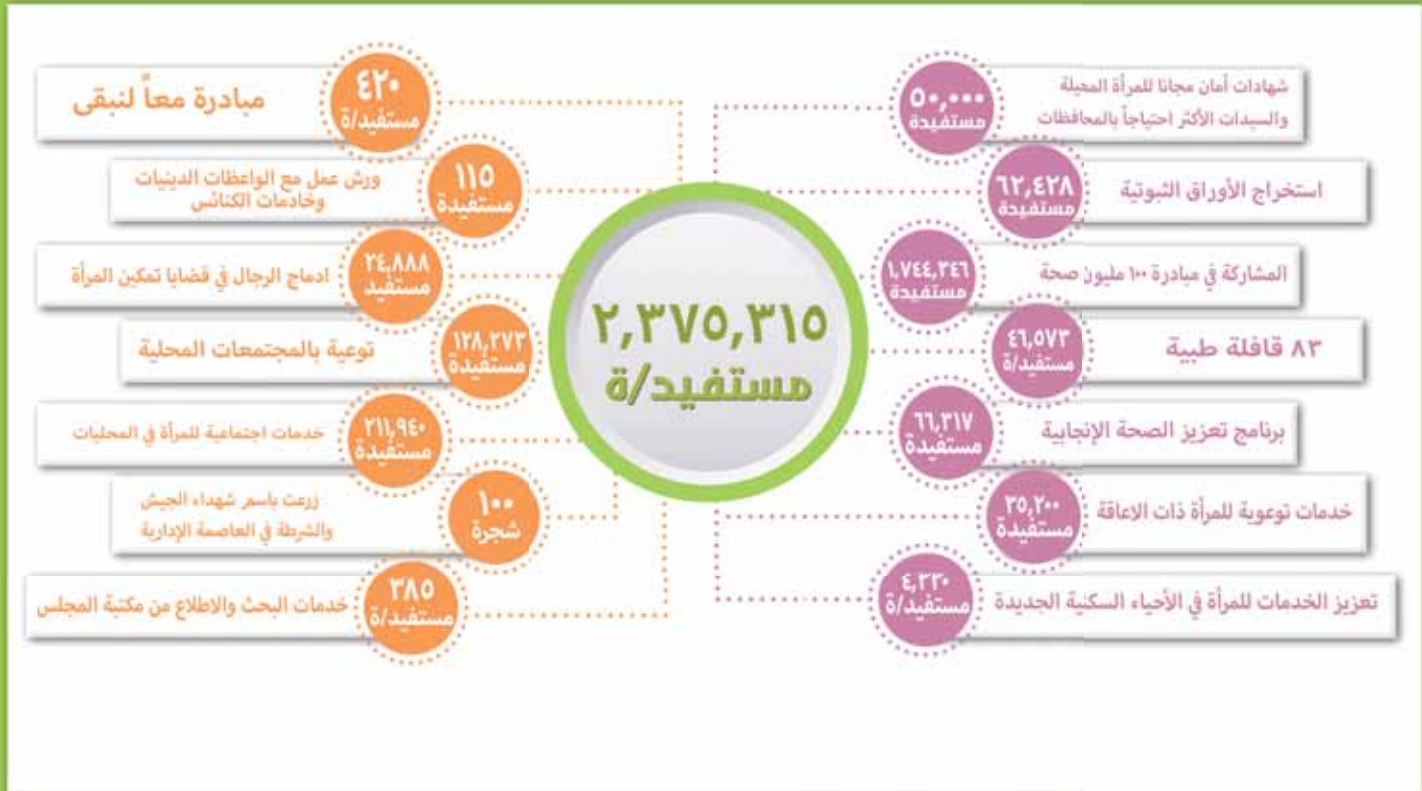 شهادات أمان مجانا للمرأة المعيلة
والسيدات الأكثر احتياجاً بالمحافظات
٥٠,٠٠٠
مستفيدة
استخراج الأوراق الثبوتية
٦٢,٤٢٨
مستفيدة
المشاركة في مبادرة ١٠٠ مليون صحة
١,٧٤٤,٣٤٦
مستفيدة
٨٣ قافلة طبية
٤٦,٥٧٣
مستفيد/ة
برنامج تعزيز الصحة الإنجابية
٦٦,٣١٧
مستفيدة
خدمات توعوية للمرأة ذات الاعاقة
٣٥,٢٠٠
مستفيدة
تعزيز الخدمات للمرأة في الأحياء السكنية الجديدة
٤,٣٣٠
مستفيد/ة
٢,٣٧٥,٣١٥
مستفيد/ة
٤٢٠
مستفيد/ة
مبادرة معاً لنبقى
١١٥
مستفيدة
ورش عمل مع الواعظات الدينيات
وخادمات الكنائس
٢٤,٨٨٨
مستفيد
ادماج الرجال في قضايا تمكين المرأة
١٢٨,٢٧٣
مستفيدة
توعية بالمجتمعات المحلية
٢١١,٩٤٠
مستفيدة
خدمات اجتماعية للمرأة في المحليات
١٠٠
شجرة
زرعت باسم شهداء الجيش
والشرطة في العاصمة الإدارية
٣٨٥
مستفيد/ة
خدمات البحث والاطلاع من مكتبة المجلس